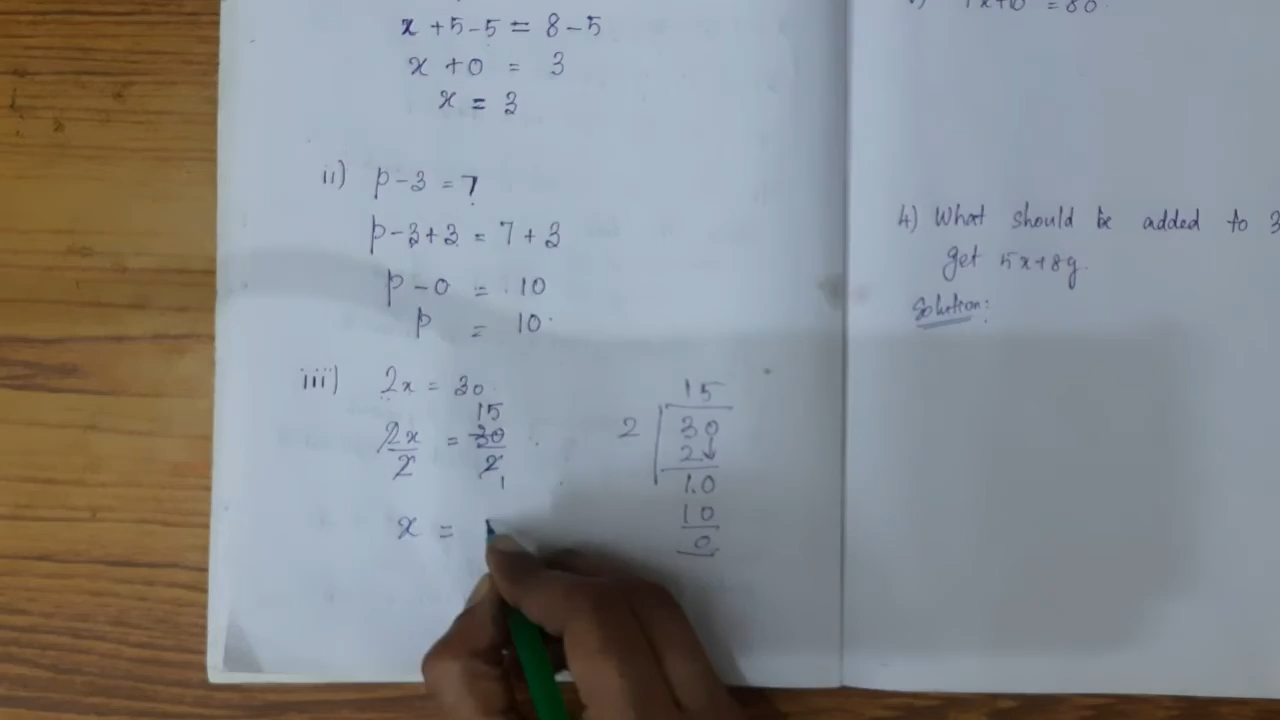 x + 5 - 5 = 8 - 5
x + 0 = 3
x = 3
ii) p - 3 = 7
p - 3 + 3 = 7 + 3
p - 0 = 10
p = 10
iii) 2x = 30
2x/2 = 30/2 15 1
x =
15
2 30
2
10
10
0
= 80
4) What should be added to 3
get 5x+8y.
Solution: